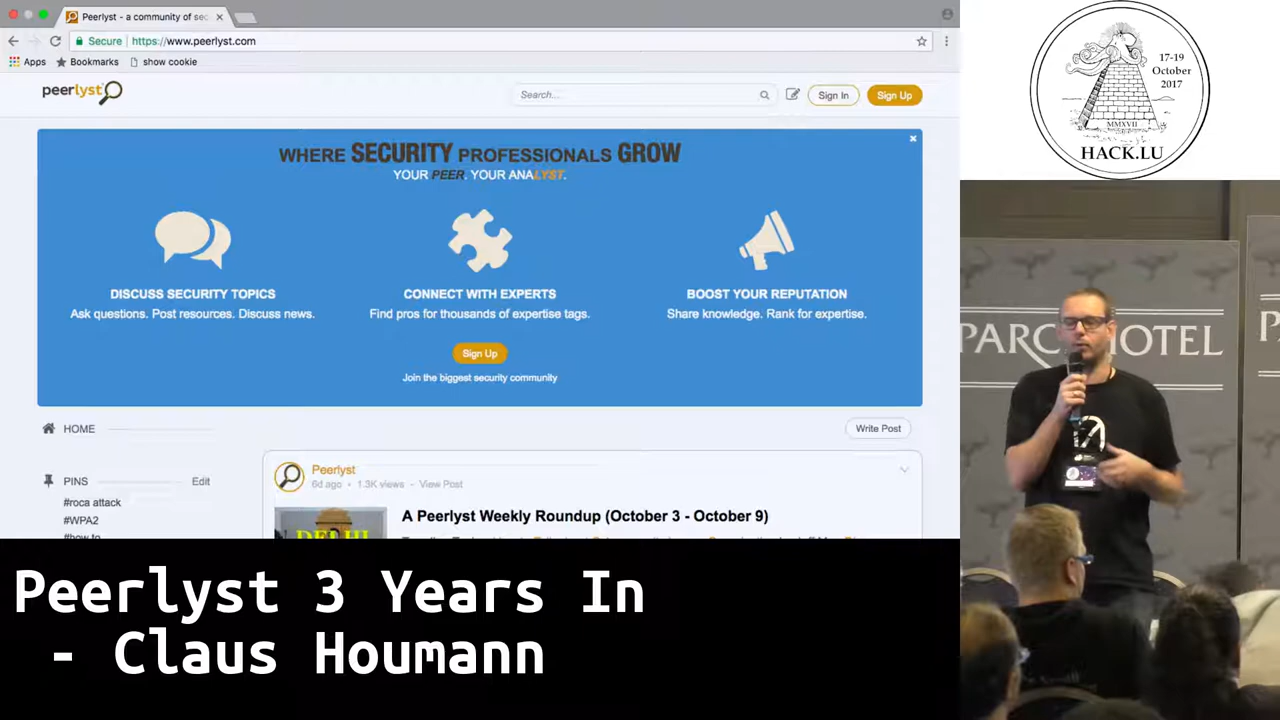 Peerlyst - a community of sec
Secure https://www.peerlyst.com
Apps Bookmarks show cookie
peerlyst
Search...
Sign In
Sign Up
WHERE SECURITY PROFESSIONALS GROW
YOUR PEER. YOUR ANALYST.
DISCUSS SECURITY TOPICS
Ask questions. Post resources. Discuss news.
CONNECT WITH EXPERTS
Find pros for thousands of expertise tags.
BOOST YOUR REPUTATION
Share knowledge. Rank for expertise.
Sign Up
Join the biggest security community
HOME
Write Post
PINS
Edit
#roca attack
#WPA2
#how to
Peerlyst
6d ago • 1.3K views - View Post
A Peerlyst Weekly Roundup (October 3 - October 9)
DELHI
Peerlyst 3 Years In
- Claus Houmann
17-19
October
2017
MMXVII
HACK.LU
PARC HOTEL